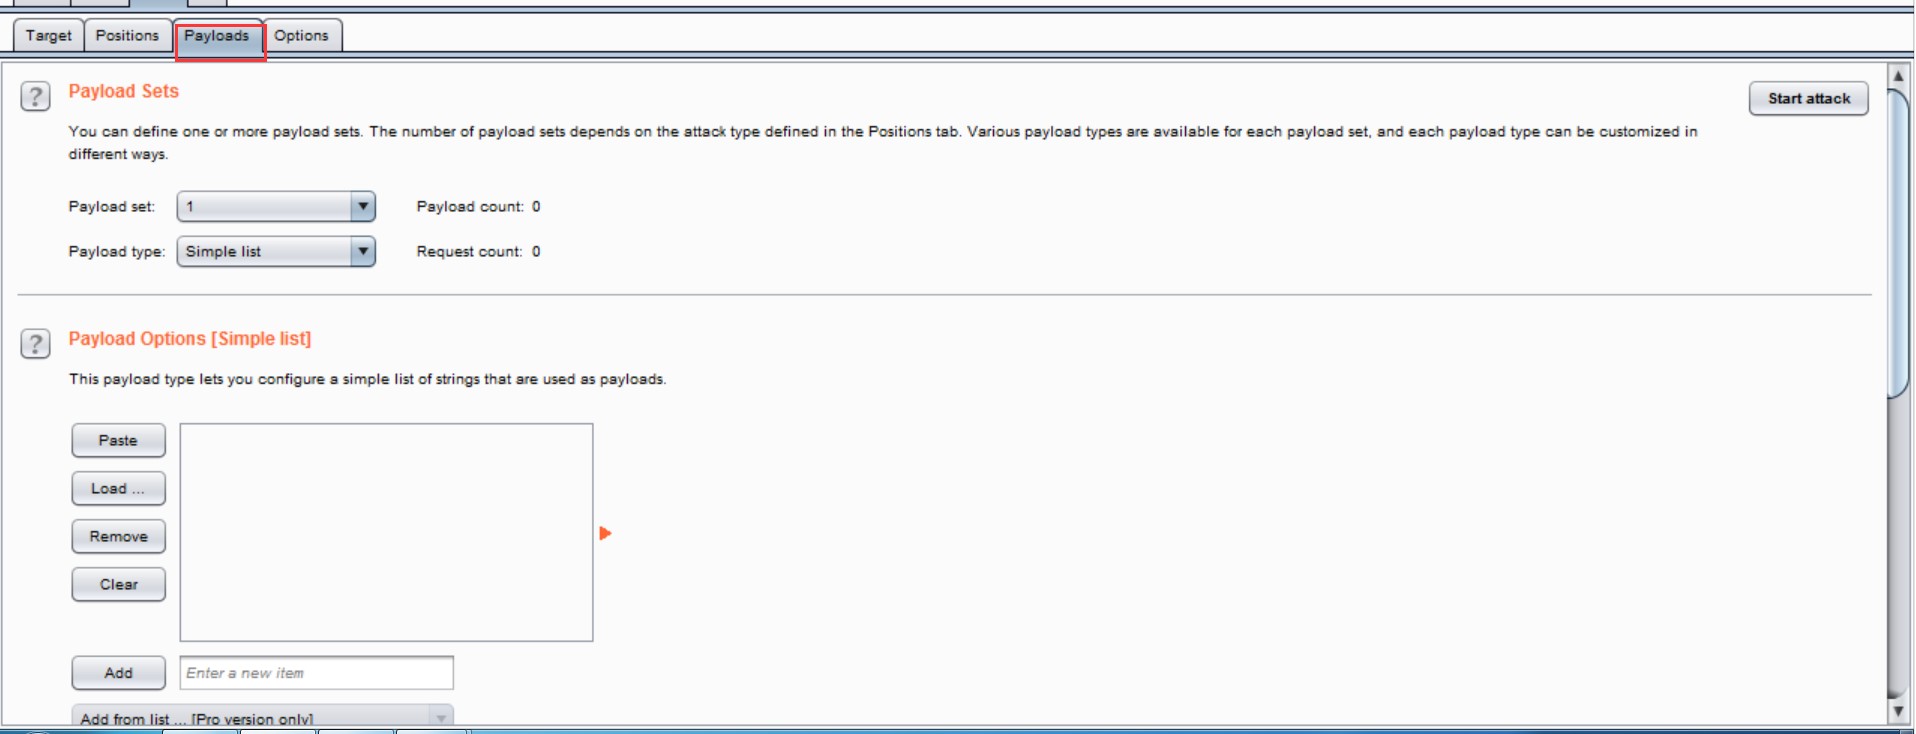 Target Positions Payloads Options
? Payload Sets
Start attack
You can define one or more payload sets. The number of payload sets depends on the attack type defined in the Positions tab. Various payload types are available for each payload set, and each payload type can be customized in
different ways.
Payload set: 1 Payload count: 0
Payload type: Simple list Request count: 0
? Payload Options [Simple list]
This payload type lets you configure a simple list of strings that are used as payloads.
Paste
Load ...
Remove
Clear
Add Enter a new item
Add from list ... [Pro version only]